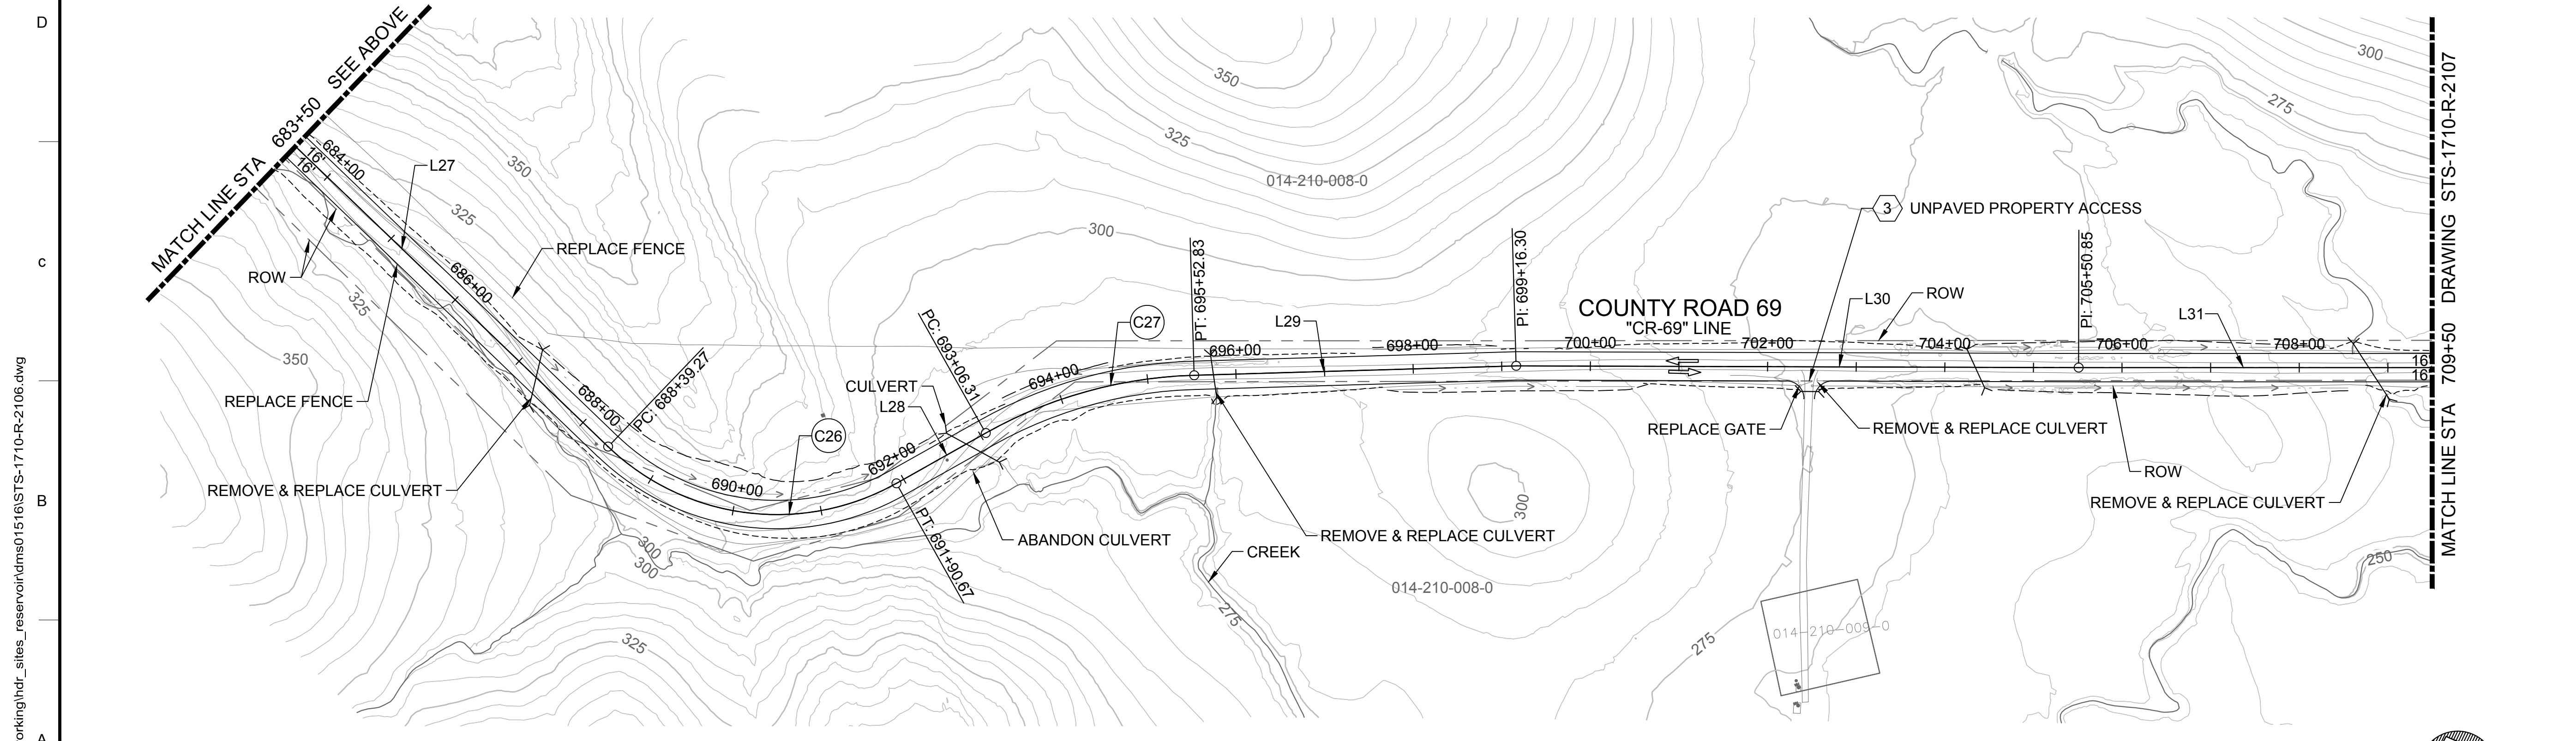 D
c
B
A
orking\hdr_sites_reservoir\dms01516\STS-1710-R-2106.dwg
MATCH LINE STA 683+50 SEE ABOVE
16'
16'
684+00
L27
ROW
325
350
325
350
REPLACE FENCE
686+00
REPLACE FENCE
688+00
PC: 688+39.27
REMOVE & REPLACE CULVERT
690+00
C26
692+00
PT: 691+90.67
CULVERT
L28
PC: 693+06.31
694+00
C27
ABANDON CULVERT
300
300
325
PT: 695+52.83
696+00
L29
698+00
REMOVE & REPLACE CULVERT
CREEK
275
350
325
014-210-008-0
300
PI: 699+16.30
COUNTY ROAD 69
"CR-69" LINE
700+00
702+00
704+00
3 UNPAVED PROPERTY ACCESS
L30
ROW
REPLACE GATE
REMOVE & REPLACE CULVERT
300
014-210-008-0
275
014-210-009-0
PI: 705+50.85
706+00
L31
708+00
ROW
REMOVE & REPLACE CULVERT
300
275
250
16'
16'
MATCH LINE STA 709+50 DRAWING STS-1710-R-2107